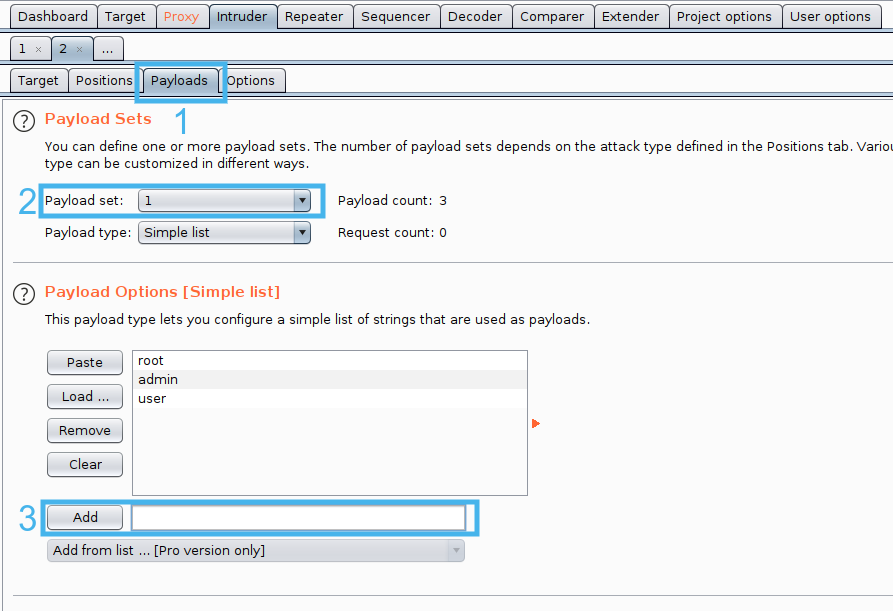 Dashboard Target Proxy Intruder Repeater Sequencer Decoder Comparer Extender Project options User options
1 × 2 × ...
Target Positions Payloads Options
1
? Payload Sets
You can define one or more payload sets. The number of payload sets depends on the attack type defined in the Positions tab. Variou
type can be customized in different ways.
2 Payload set: 1 Payload count: 3
Payload type: Simple list Request count: 0
? Payload Options [Simple list]
This payload type lets you configure a simple list of strings that are used as payloads.
Paste root
admin
Load ... user
Remove
Clear
3 Add
Add from list ... [Pro version only]